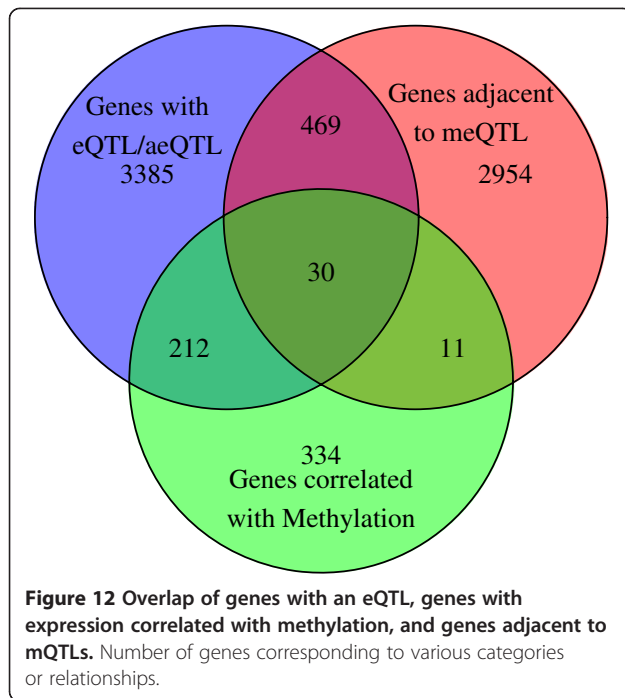 Genes with
eQTL/aeQTL
3385
469
Genes adjacent
to meQTL
2954
30
212
11
334
Genes correlated
with Methylation
Figure 12 Overlap of genes with an eQTL, genes with
expression correlated with methylation, and genes adjacent to
mQTLs. Number of genes corresponding to various categories
or relationships.